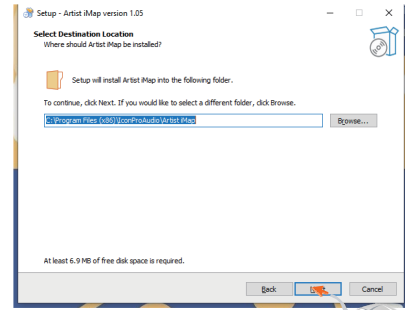 Setup - Artist iMap version 1.05
Select Destination Location
Where should Artist iMap be installed?
Setup will install Artist iMap into the following folder.
To continue, click Next. If you would like to select a different folder, click Browse.
C:\Program Files (x86)\IconProAudio\Artist iMap
Browse...
At least 6.9 MB of free disk space is required.
Back
Cancel